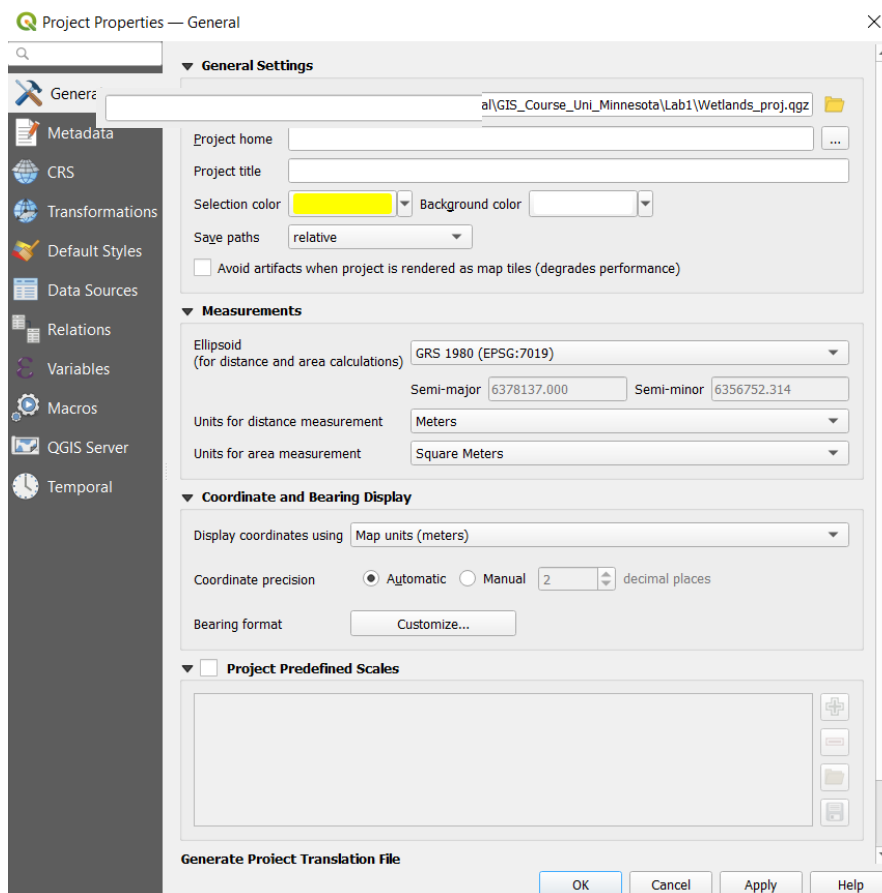 Project Properties — General
General
Metadata
CRS
Transformations
Default Styles
Data Sources
Relations
Variables
Macros
QGIS Server
Temporal
General Settings
al\GIS_Course_Uni_Minnesota\Lab1\Wetlands_proj.qgz
Project home
...
Project title
Selection color Background color
Save paths relative
Avoid artifacts when project is rendered as map tiles (degrades performance)
Measurements
Ellipsoid
(for distance and area calculations) GRS 1980 (EPSG:7019)
Semi-major 6378137.000 Semi-minor 6356752.314
Units for distance measurement Meters
Units for area measurement Square Meters
Coordinate and Bearing Display
Display coordinates using Map units (meters)
Coordinate precision Automatic Manual 2 decimal places
Bearing format Customize...
Project Predefined Scales
Generate Project Translation File
OK Cancel Apply Help